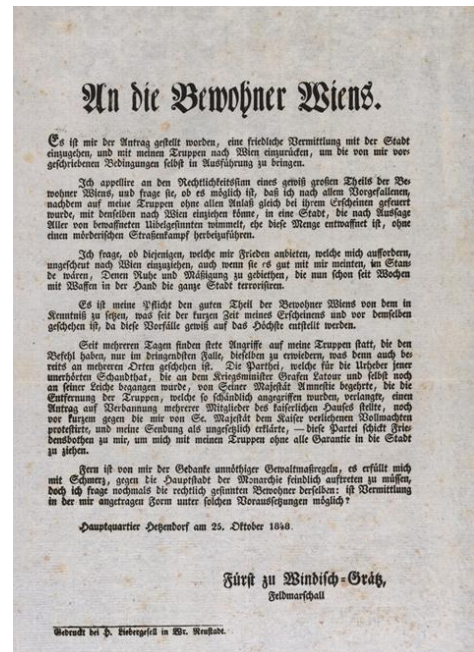 An die Bewohner Wiens.
Es ist mir der Antrag gestellt worden, eine friedliche Vermittlung mit der Stadt
einzugehen, und mit meinen Truppen nach Wien einzurücken, um die von mir vor-
geschriebenen Bedingungen selbst in Ausführung zu bringen.
Ich appellire an den Rechtlichkeitssinn eines gewiß großen Theils der Be-
wohner Wiens, und frage sie, ob es möglich ist, daß ich nach allem Vorgefallenen,
nachdem auf meine Truppen ohne allen Anlaß gleich bei ihrem Erscheinen gefeuert
wurde, mit denselben nach Wien einziehen könne, in eine Stadt, die nach Aussage
Aller von bewaffneten Uibelgesinnten wimmelt, ehe diese Menge entwaffnet ist, ohne
einen mörderischen Straßenkampf herbeizuführen.
Ich frage, ob diejenigen, welche mir Frieden anbieten, welche mich auffordern,
ungescheut nach Wien einzuziehen, auch wenn sie es gut mit mir meinten, im Stan-
de wären, Denen Ruhe und Mäßigung zu gebiethen, die nun schon seit Wochen
mit Waffen in der Hand die ganze Stadt terrorisiren.
Es ist meine Pflicht den guten Theil der Bewohner Wiens von dem in
Kenntniß zu setzen, was seit der kurzen Zeit meines Erscheinens und vor demselben
geschehen ist, da diese Vorfälle gewiß auf das Höchste entstellt werden.
Seit mehreren Tagen finden stete Angriffe auf meine Truppen statt, die den
Befehl haben, nur im dringendsten Falle, dieselben zu erwiedern, was denn auch be-
reits an mehreren Orten geschehen ist. Die Parthei, welche für die Urheber jener
unerhörten Schandthat, die an dem Kriegsminister Grafen Latour und selbst noch
an seiner Leiche begangen wurde, von Seiner Majestät Amnestie begehrte, die die
Entfernung der Truppen, welche so schändlich angegriffen wurden, verlangte, einen
Antrag auf Verbannung mehrerer Mitglieder des kaiserlichen Hauses stellte, noch
vor kurzem gegen die mir von Se. Majestät dem Kaiser verliehenen Vollmachten
protestirte, und meine Sendung als ungesetzlich erklärte, — diese Partei schickt Frie-
densbothen zu mir, um mich mit meinen Truppen ohne alle Garantie in die Stadt
zu ziehen.
Fern ist von mir der Gedanke unnöthiger Gewaltmaßregeln, es erfüllt mich
mit Schmerz, gegen die Hauptstadt der Monarchie feindlich auftreten zu müssen,
doch ich frage nochmals die rechtlich gesinnten Bewohner derselben: ist Vermittlung
in der mir angetragen Form unter solchen Voraussetzungen möglich?
Hauptquartier Hetzendorf am 25. Oktober 1848.
Fürst zu Windisch-Grätz,
Feldmarschall
Gedruckt bei H. Liebergesell in Wr. Neustadt.